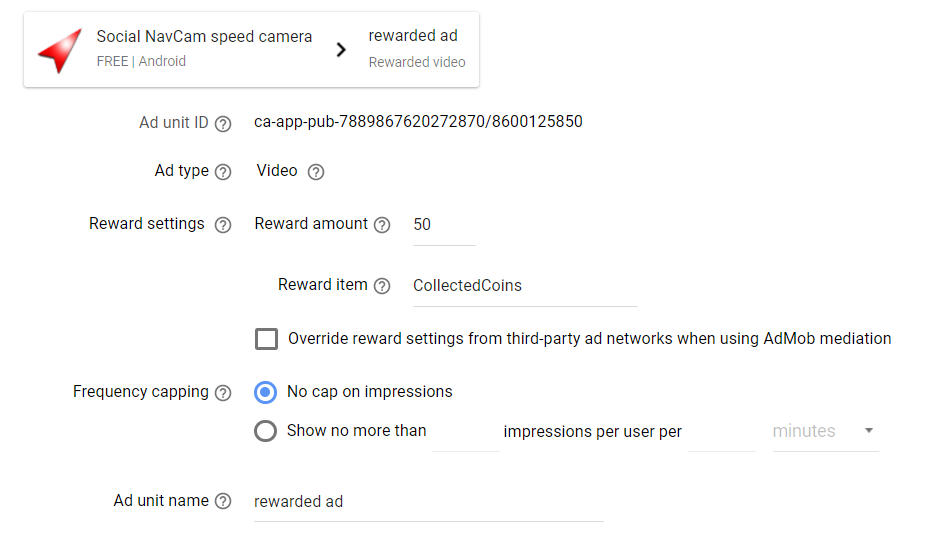 Social NavCam speed camera
FREE | Android
rewarded ad
Rewarded video
Ad unit ID ?
ca-app-pub-7889867620272870/8600125850
Ad type ? Video ?
Reward settings ? Reward amount ? 50
Reward item ? CollectedCoins
Override reward settings from third-party ad networks when using AdMob mediation
Frequency capping ? No cap on impressions
Show no more than impressions per user per minutes
Ad unit name ? rewarded ad